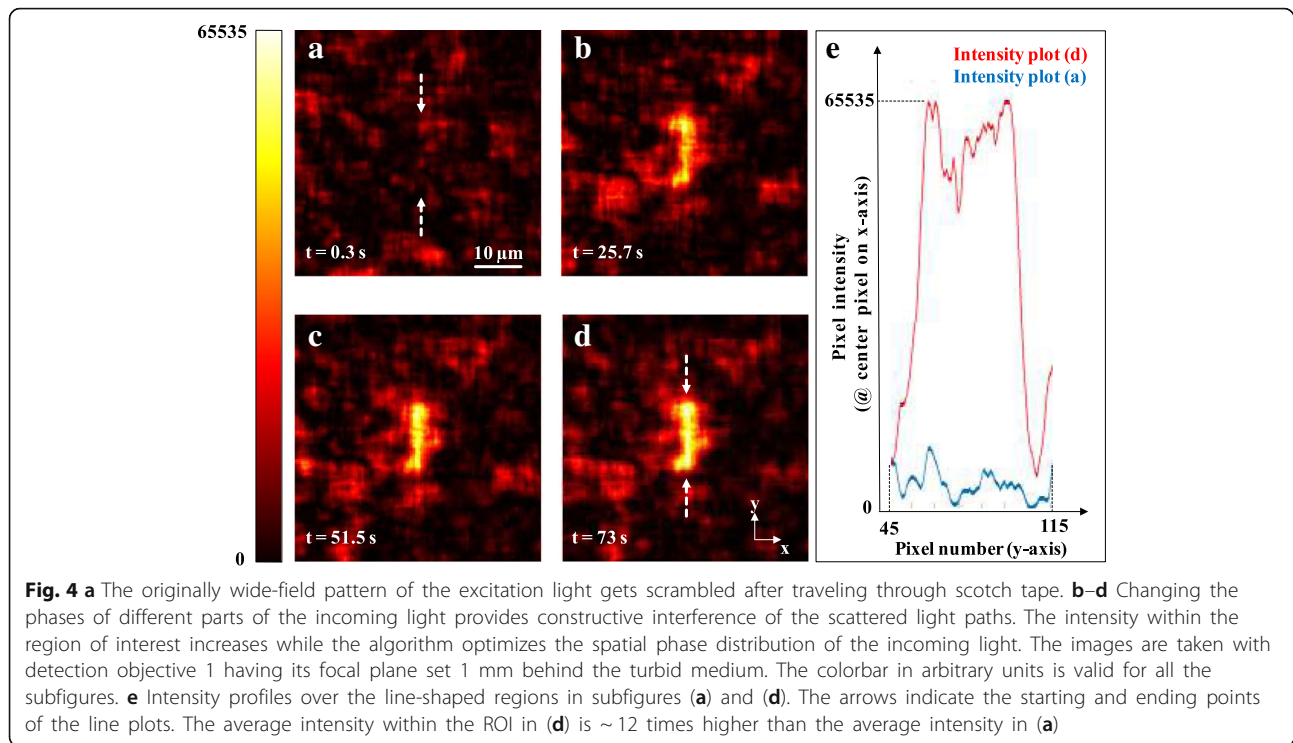 65535
0
a
t = 0.3 s
10 µm
b
t = 25.7 s
c
t = 51.5 s
d
t = 73 s
y
x
e
Intensity plot (d)
Intensity plot (a)
65535
Pixel intensity
(@ center pixel on x-axis)
0
45
115
Pixel number (y-axis)
Fig. 4 a The originally wide-field pattern of the excitation light gets scrambled after traveling through scotch tape. b–d Changing the
phases of different parts of the incoming light provides constructive interference of the scattered light paths. The intensity within the
region of interest increases while the algorithm optimizes the spatial phase distribution of the incoming light. The images are taken with
detection objective 1 having its focal plane set 1 mm behind the turbid medium. The colorbar in arbitrary units is valid for all the
subfigures. e Intensity profiles over the line-shaped regions in subfigures (a) and (d). The arrows indicate the starting and ending points
of the line plots. The average intensity within the ROI in (d) is ~ 12 times higher than the average intensity in (a)